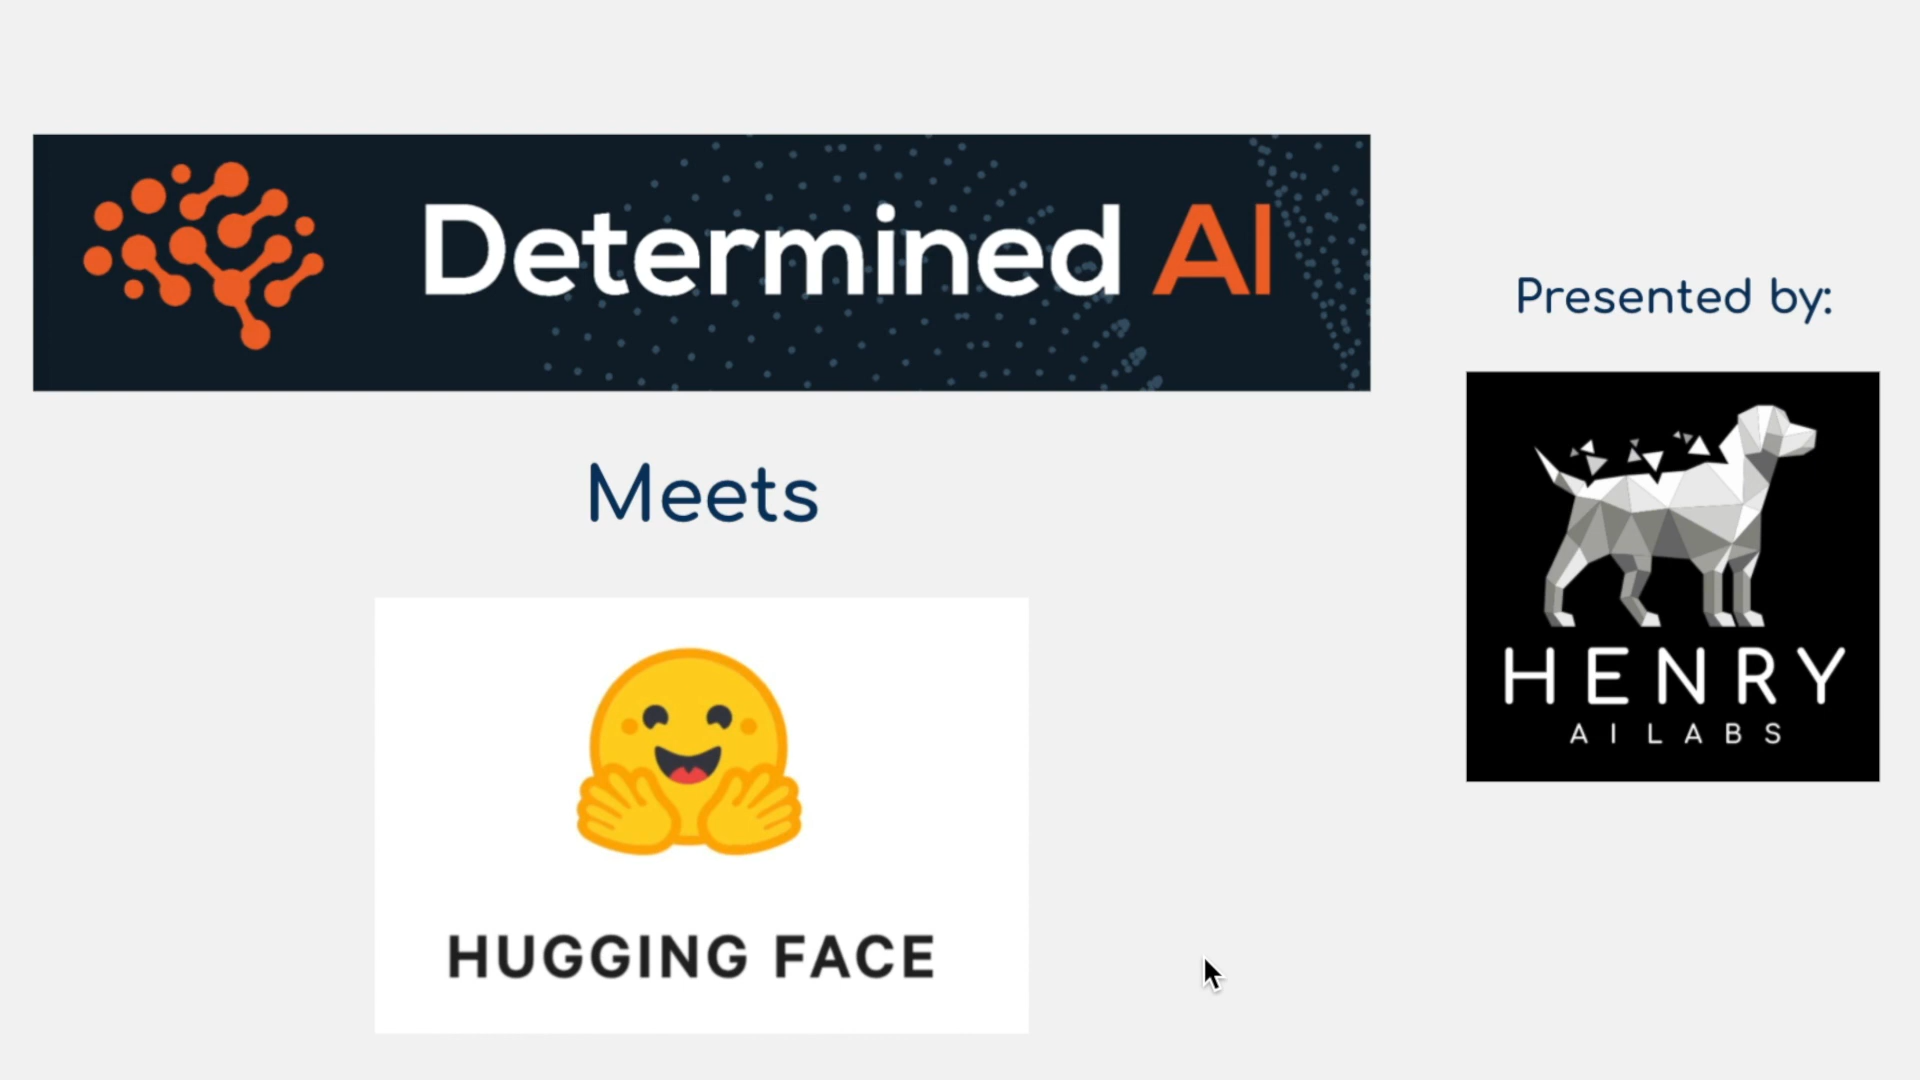 Determined AI
Meets
HUGGING FACE
Presented by:
HENRY
AI LABS